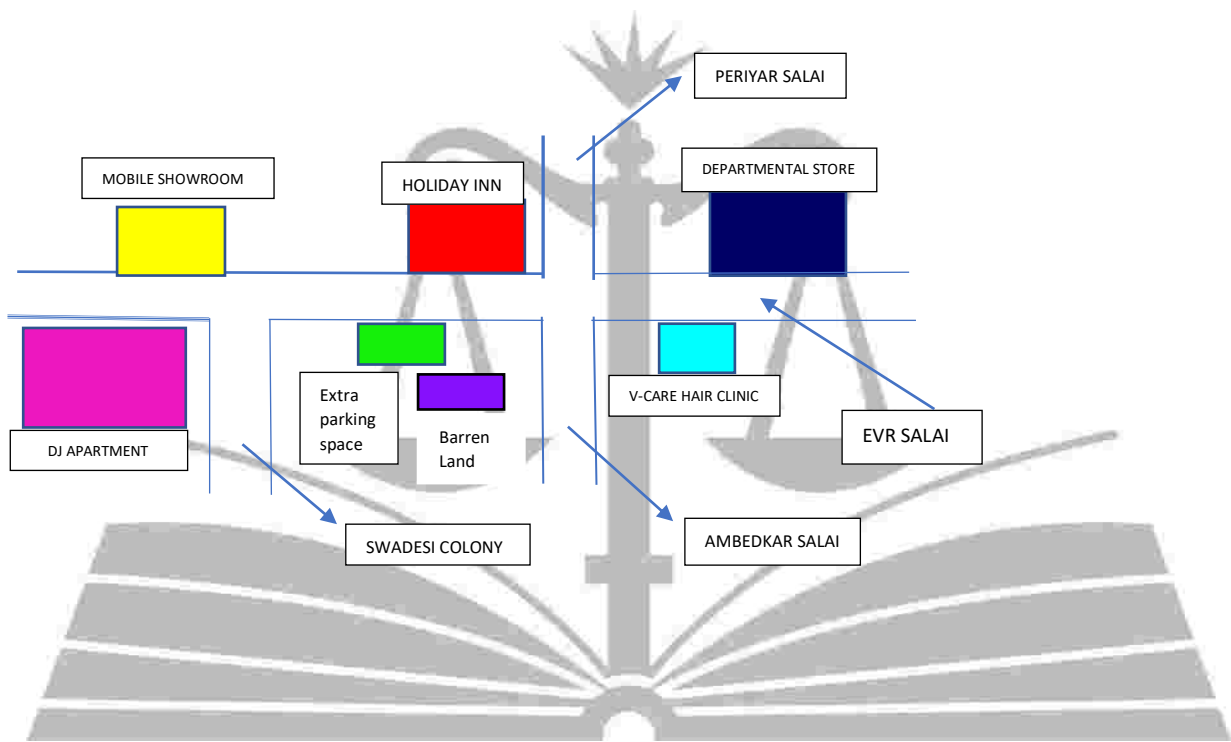 PERIYAR SALAI
MOBILE SHOWROOM
HOLIDAY INN
DEPARTMENTAL STORE
Extra
parking
space
Barren
Land
V-CARE HAIR CLINIC
EVR SALAI
DJ APARTMENT
SWADESI COLONY
AMBEDKAR SALAI